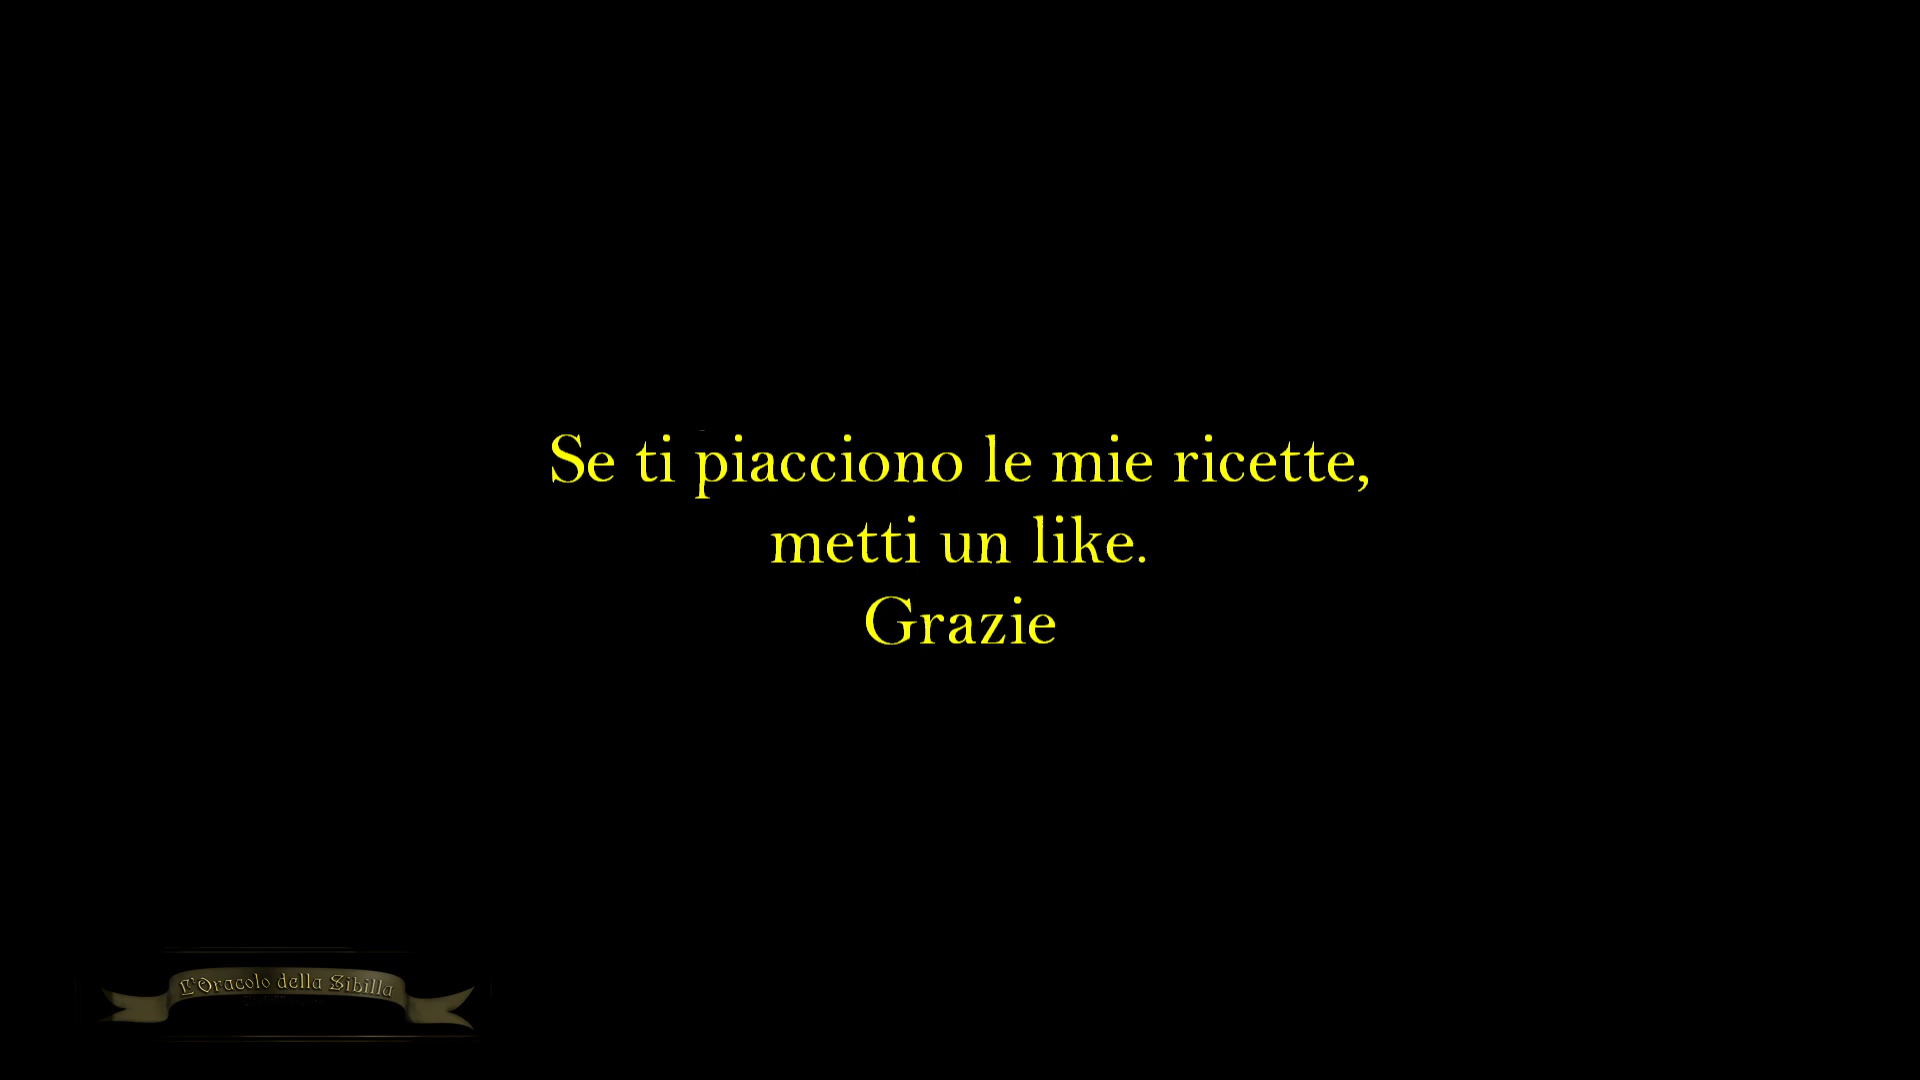 Se ti piacciono le mie ricette,
metti un like.
Grazie
L'Oracolo della Sibilla